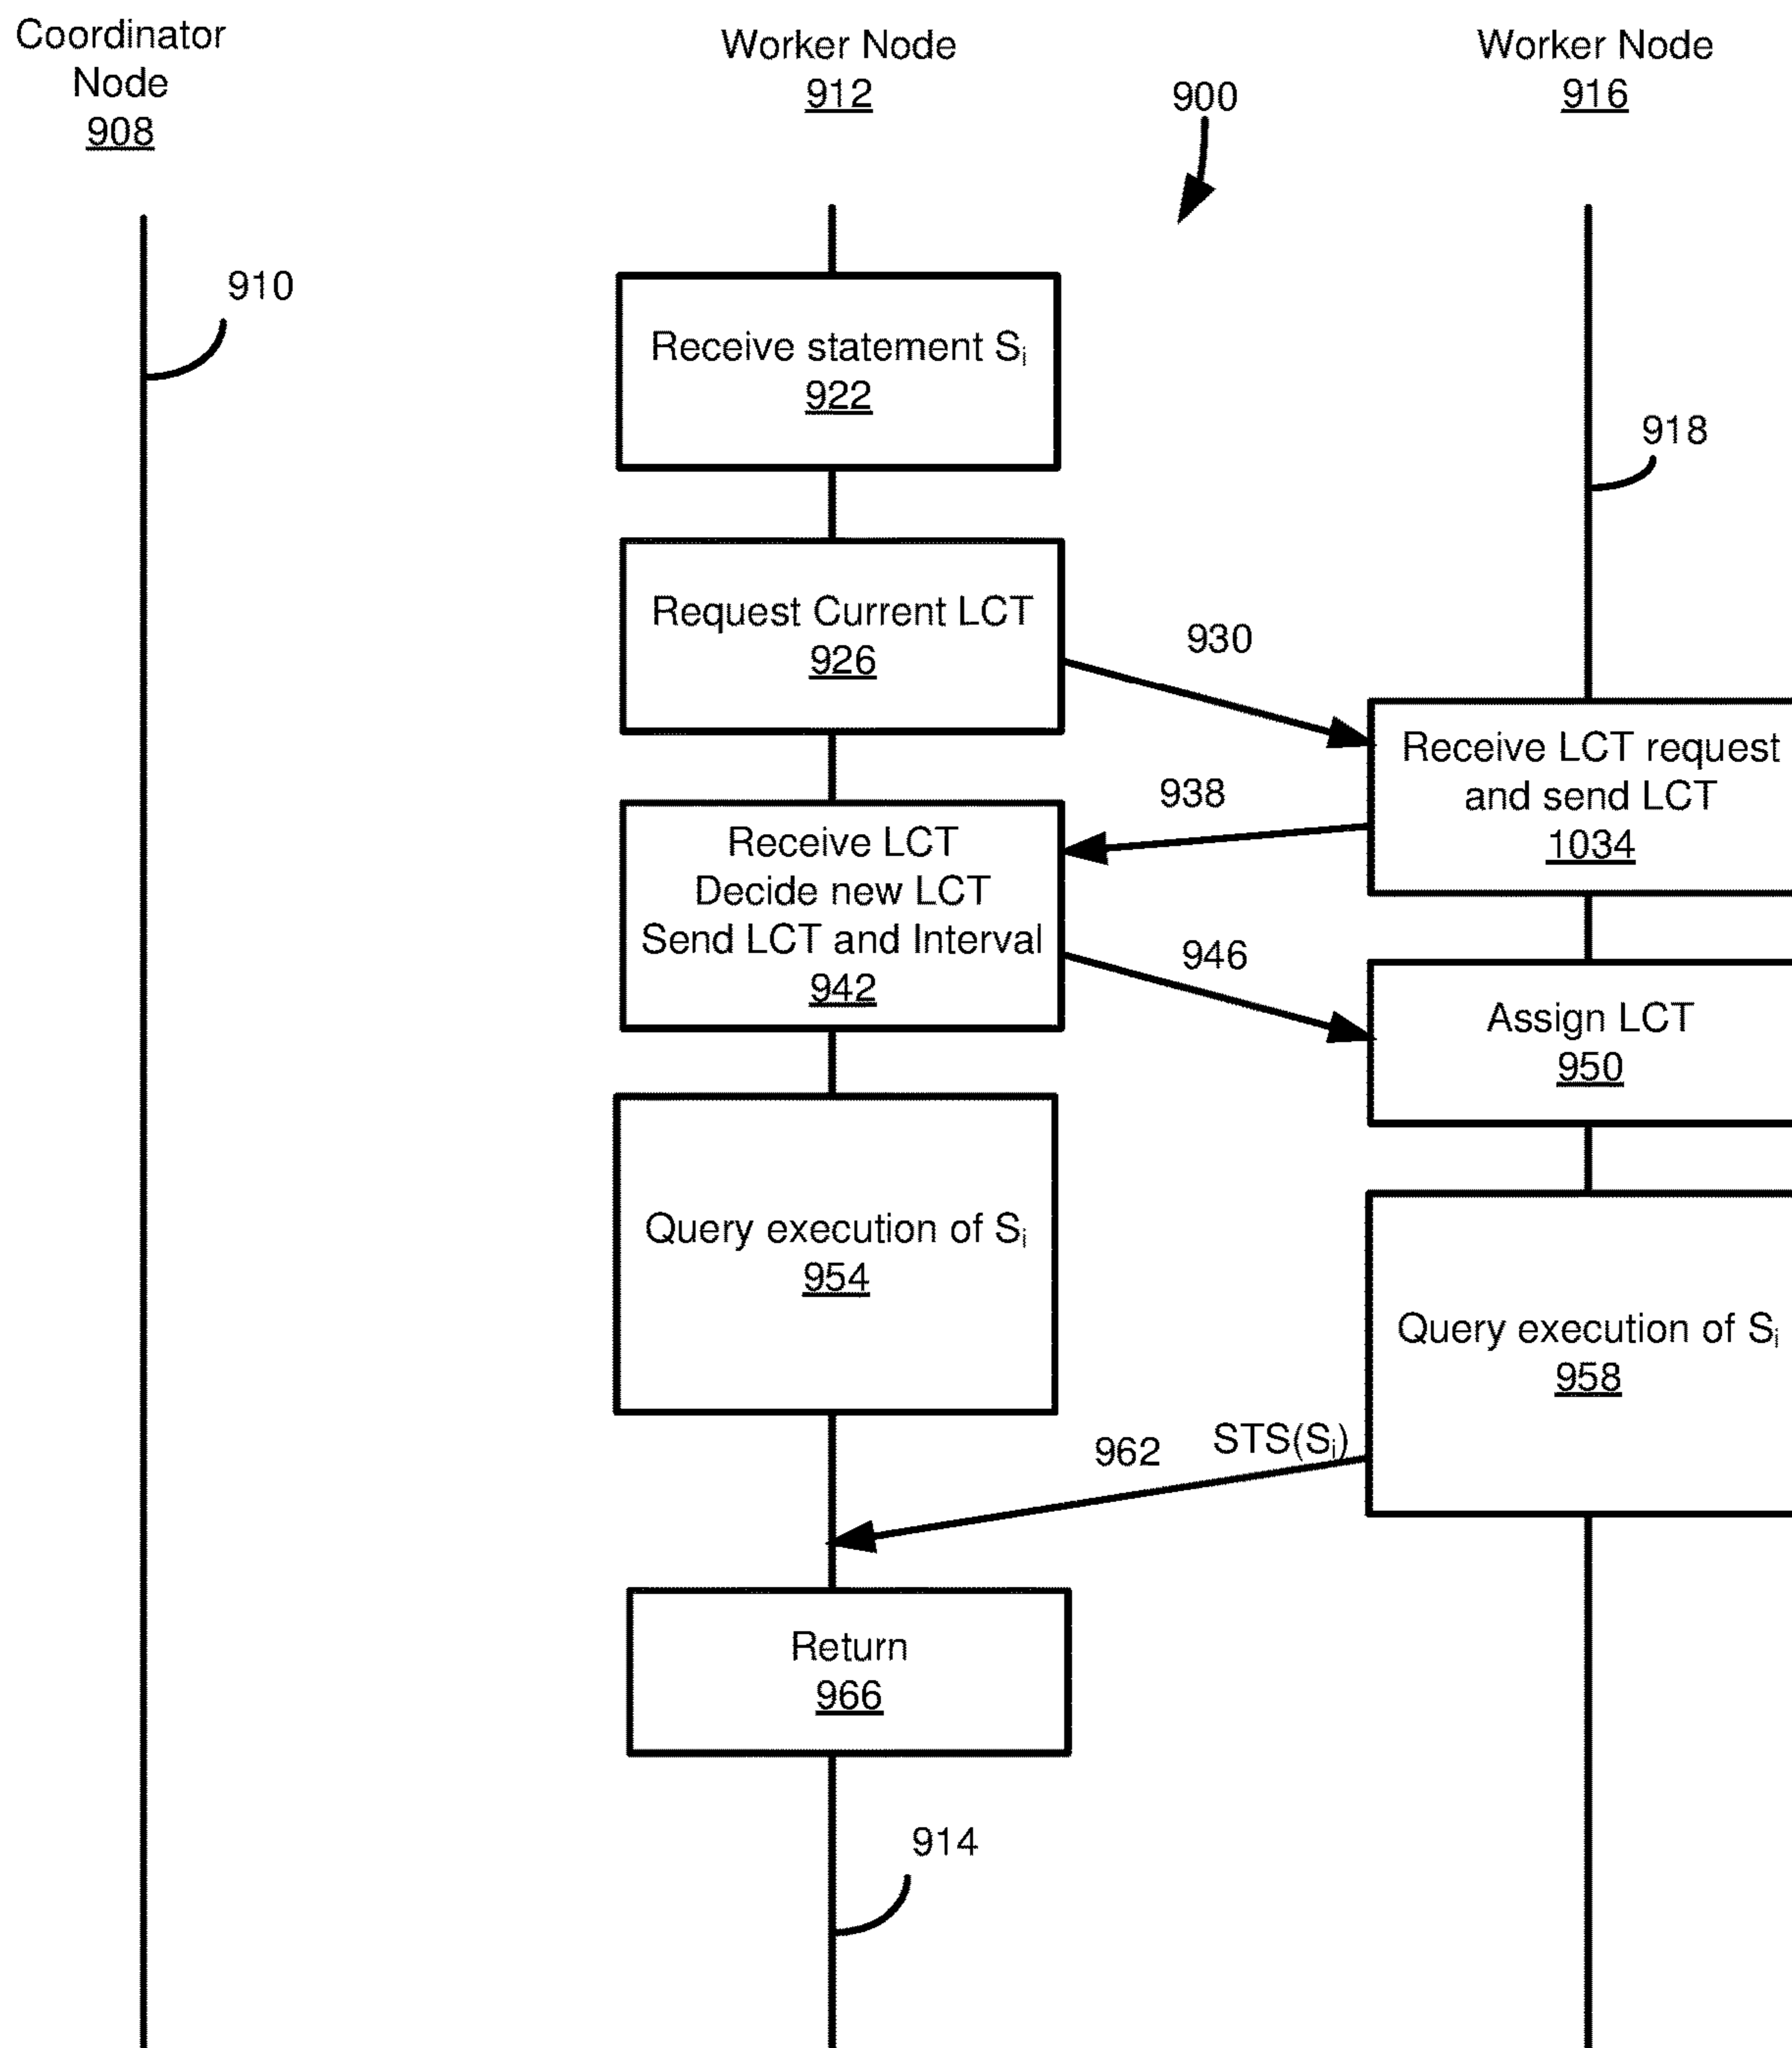 Coordinator
Node
908
Worker Node
912
900
Worker Node
916
910
Receive statement Si
922
918
Request Current LCT
926
930
Receive LCT request
and send LCT
1034
938
Receive LCT
Decide new LCT
Send LCT and Interval
942
946
Assign LCT
950
Query execution of Si
954
Query execution of Si
958
962
STS(Si)
Return
966
914